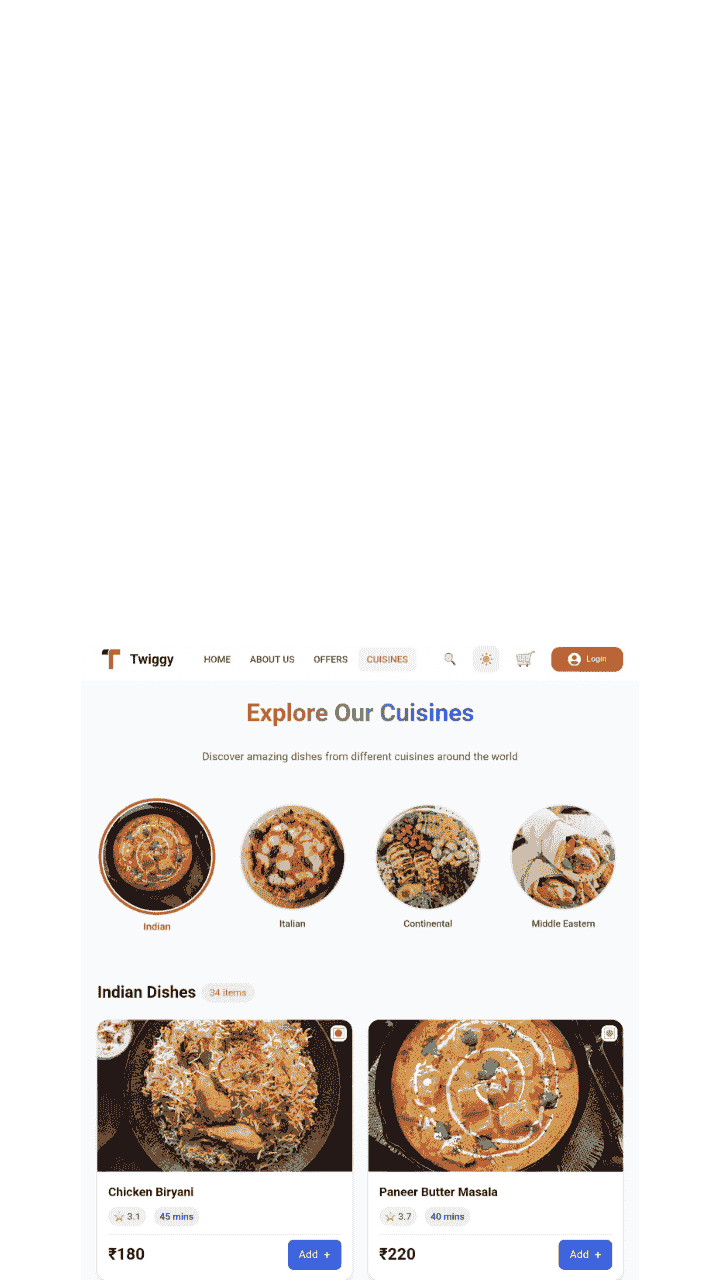 Twiggy HOME ABOUT US OFFERS CUISINES Login
Explore Our Cuisines
Discover amazing dishes from different cuisines around the world
Indian Italian Continental Middle Eastern
Indian Dishes 34 items
Chicken Biryani
3.1 45 mins
₹180 Add +
Paneer Butter Masala
3.7 40 mins
₹220 Add +